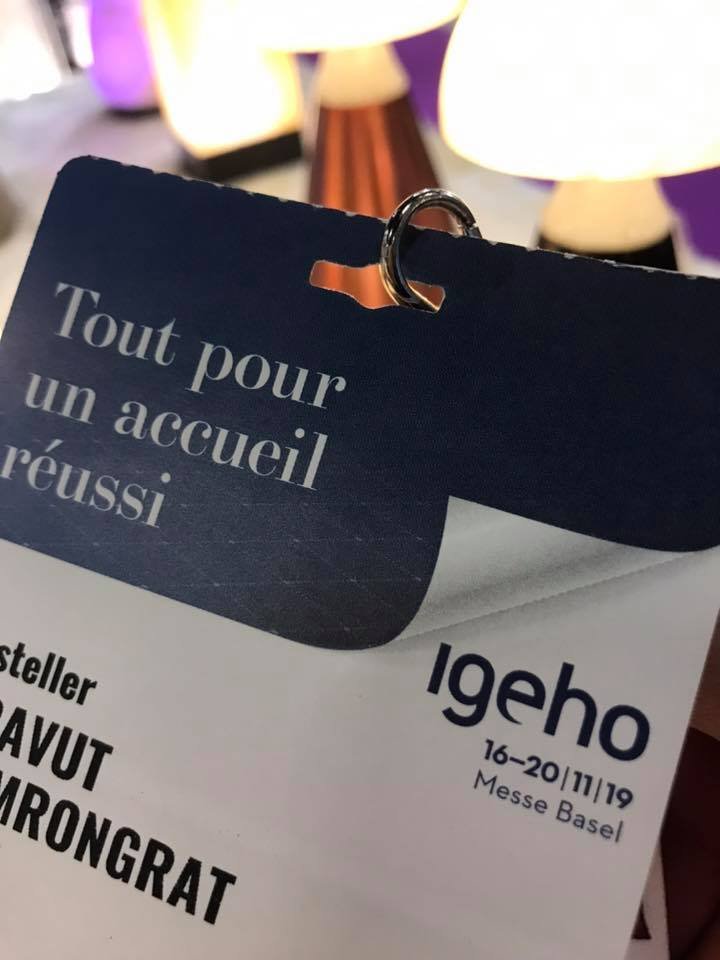 Tout pour
un accueil
réussi
steller
AVUT
MRONGRAT
Igeho
16–20|11|19
Messe Basel